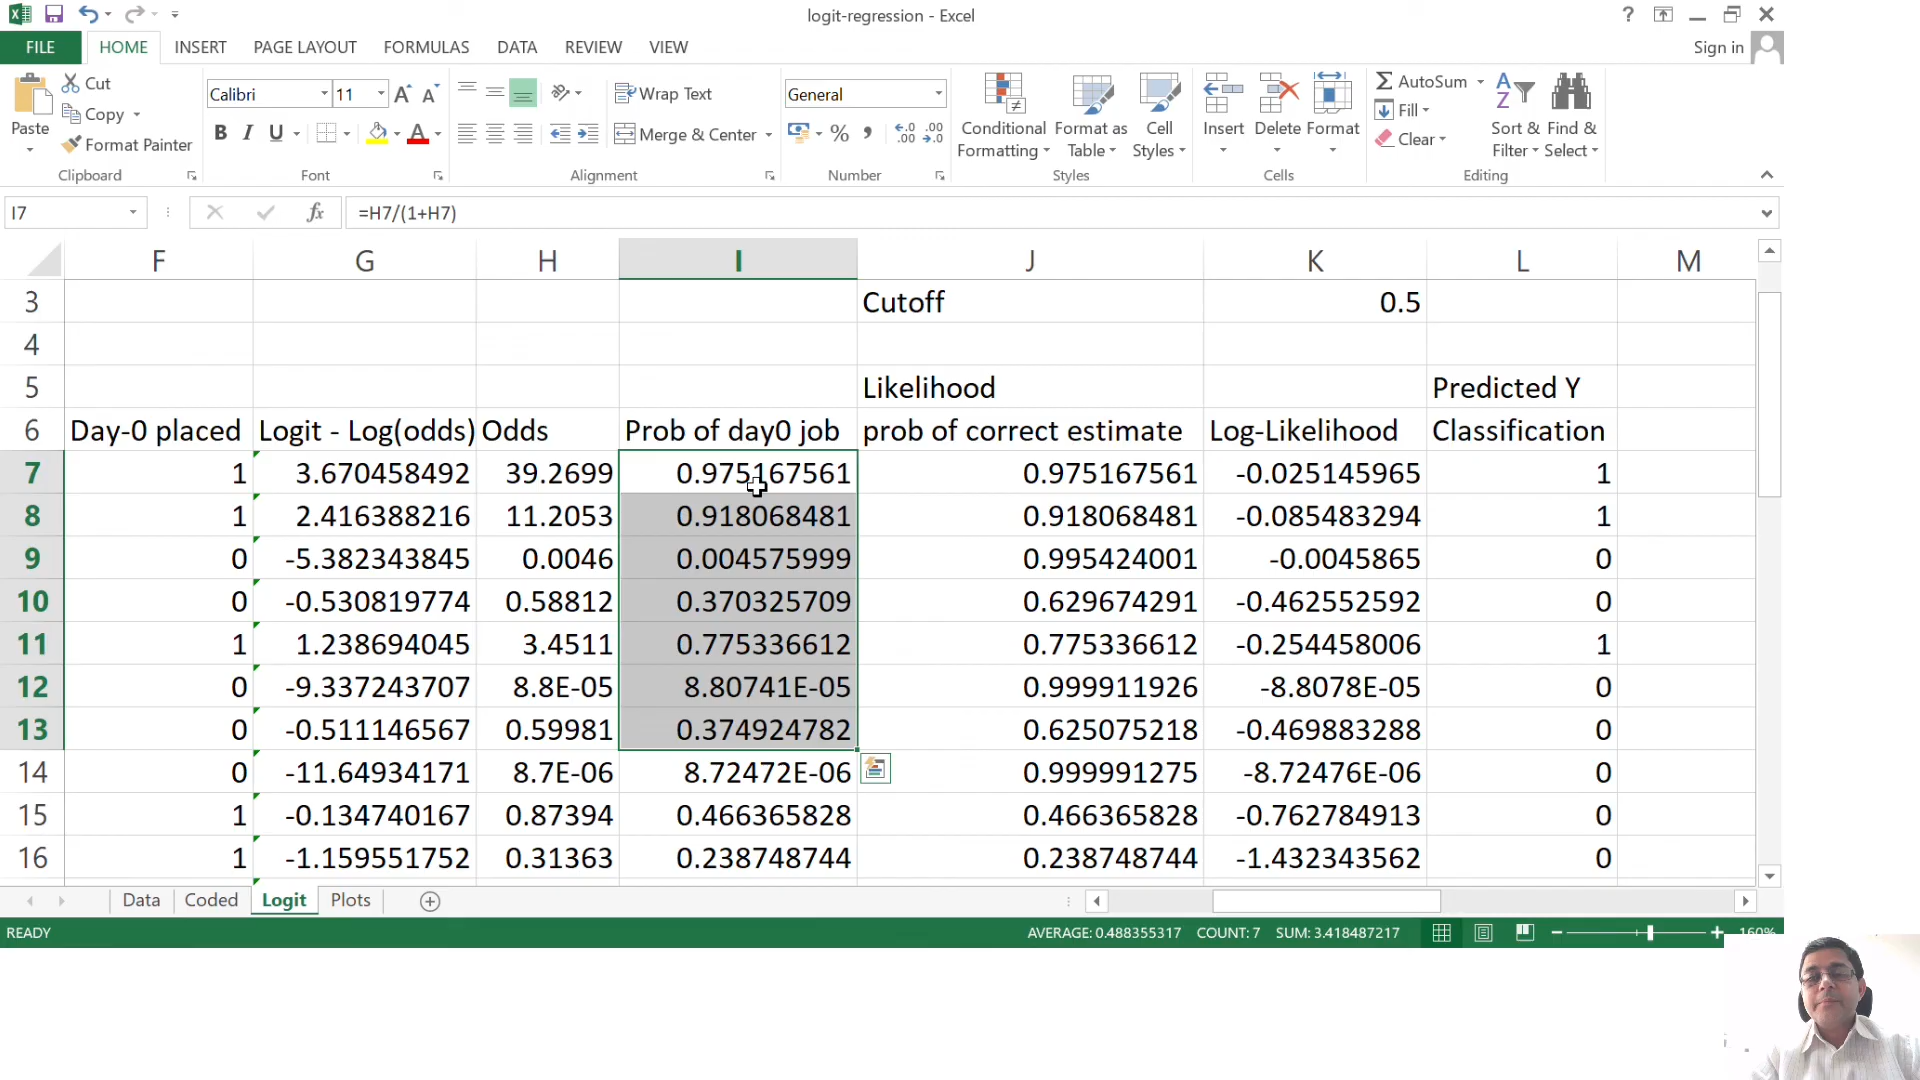 logit-regression - Excel
FILE HOME INSERT PAGE LAYOUT FORMULAS DATA REVIEW VIEW Sign in
Paste Cut Copy Format Painter
Clipboard
Calibri 11
B I U
Font
Wrap Text
Merge & Center
Alignment
General
Number
Conditional Formatting Format as Table Cell Styles
Styles
Insert Delete Format
Cells
AutoSum Fill Clear
Sort & Filter Find & Select
Editing
I7 fx =H7/(1+H7)
F G H I J K L M
3 Cutoff 0.5
4
5 Likelihood Predicted Y
6 Day-0 placed Logit - Log(odds) Odds Prob of day0 job prob of correct estimate Log-Likelihood Classification
7 1 3.670458492 39.2699 0.975167561 0.975167561 -0.025145965 1
8 1 2.416388216 11.2053 0.918068481 0.918068481 -0.085483294 1
9 0 -5.382343845 0.0046 0.004575999 0.995424001 -0.0045865 0
10 0 -0.530819774 0.58812 0.370325709 0.629674291 -0.462552592 0
11 1 1.238694045 3.4511 0.775336612 0.775336612 -0.254458006 1
12 0 -9.337243707 8.8E-05 8.80741E-05 0.999911926 -8.8078E-05 0
13 0 -0.511146567 0.59981 0.374924782 0.625075218 -0.469883288 0
14 0 -11.64934171 8.7E-06 8.72472E-06 0.999991275 -8.72476E-06 0
15 1 -0.134740167 0.87394 0.466365828 0.466365828 -0.762784913 0
16 1 -1.159551752 0.31363 0.238748744 0.238748744 -1.432343562 0
Data Coded Logit Plots
READY AVERAGE: 0.488355317 COUNT: 7 SUM: 3.418487217 160%